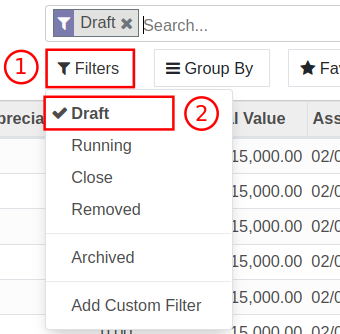 Draft × Search...
1 Filters Group By Fav
precia al Value Ass
Draft 2
Running 15,000.00 02/0
Close 15,000.00 02/0
Removed 15,000.00 02/0
15,000.00 02/0
Archived 15,000.00 02/0
15,000.00 02/0
Add Custom Filter 15,000.00 02/0